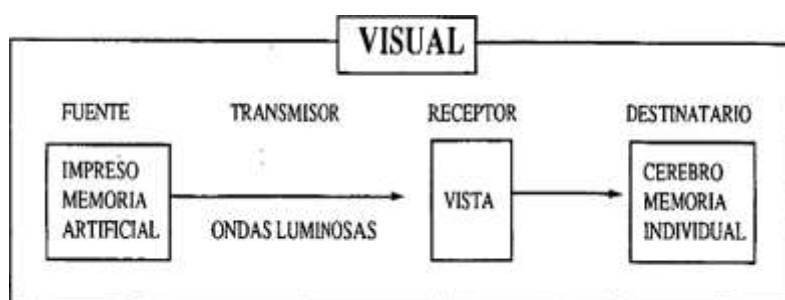 VISUAL
FUENTE TRANSMISOR RECEPTOR DESTINATARIO
IMPRESO
MEMORIA
ARTIFICIAL
ONDAS LUMINOSAS
VISTA
CEREBRO
MEMORIA
INDIVIDUAL